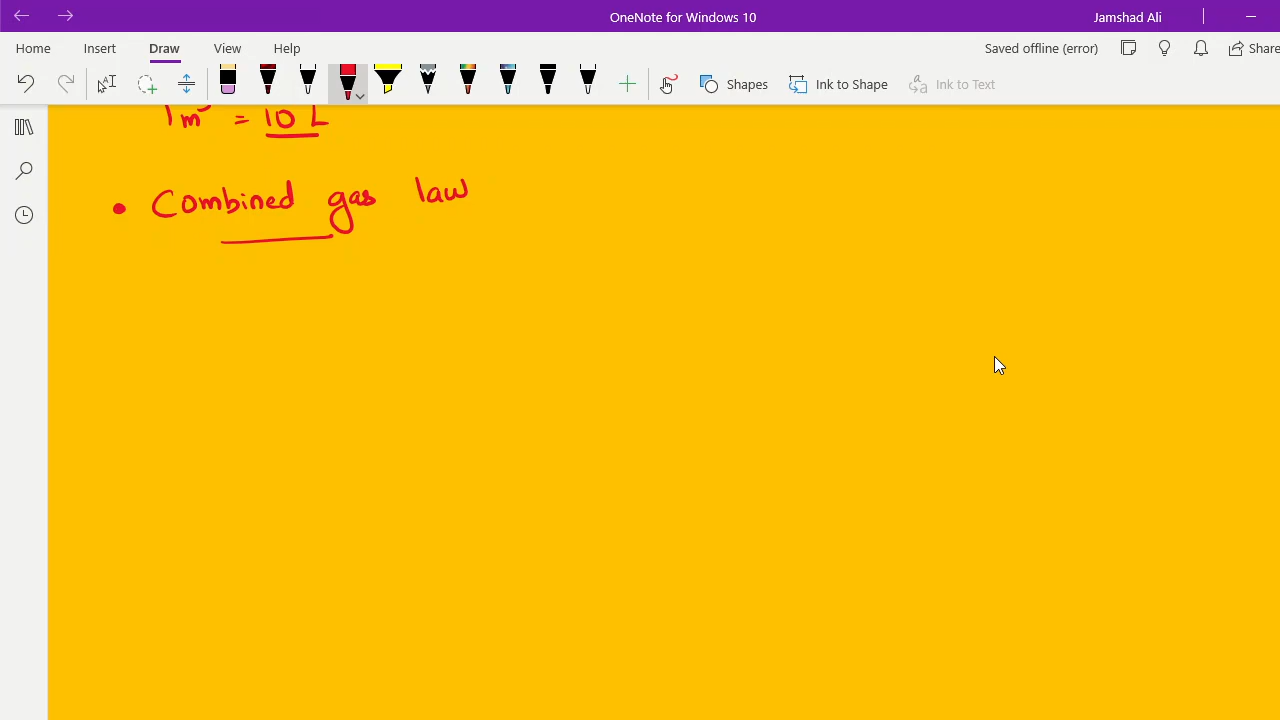 OneNote for Windows 10
Jamshad Ali
Home Insert Draw View Help
Saved offline (error)
Share
Shapes
Ink to Shape
Ink to Text
= 10 L
• Combined gas law